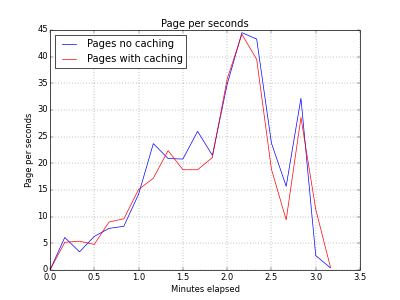 Page per seconds
45
40
35
30
25
20
15
10
5
0
Pages no caching
Pages with caching
Page per seconds
0.0 0.5 1.0 1.5 2.0 2.5 3.0 3.5
Minutes elapsed